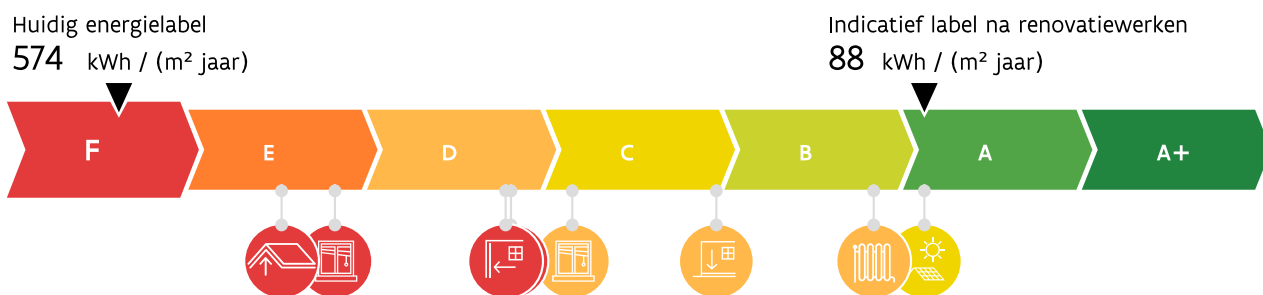 Huidig energielabel
574 kWh / (m² jaar)
Indicatief label na renovatiewerken
88 kWh / (m² jaar)
F E D C B A A+